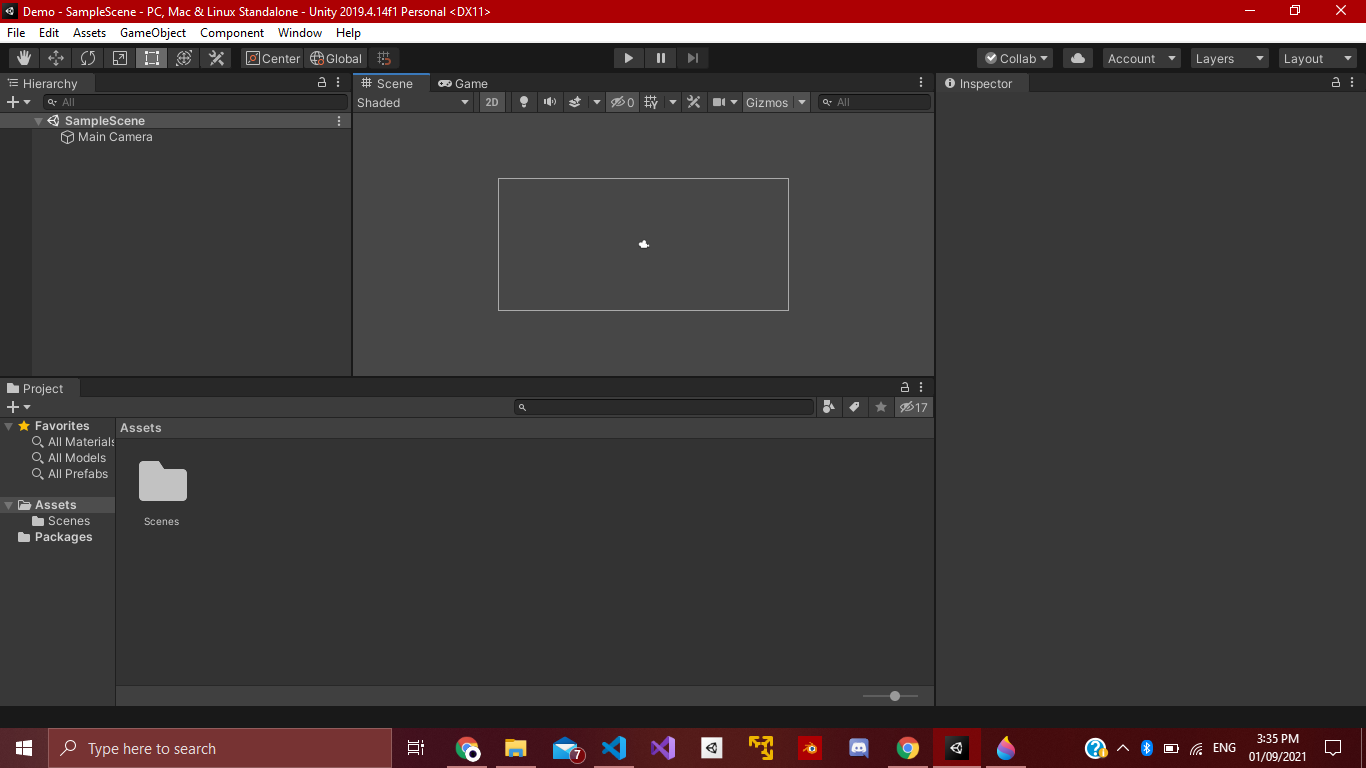 Demo - SampleScene - PC, Mac & Linux Standalone - Unity 2019.4.14f1 Personal <DX11>
File Edit Assets GameObject Component Window Help
Center Global Collab Account Layers Layout
Hierarchy
All
SampleScene
Main Camera
Scene Game
Shaded 2D 0 Gizmos All
Inspector
Project
17
Favorites
All Materials
All Models
All Prefabs
Assets
Scenes
Packages
Assets
Scenes
Type here to search
7
ENG
3:35 PM
01/09/2021